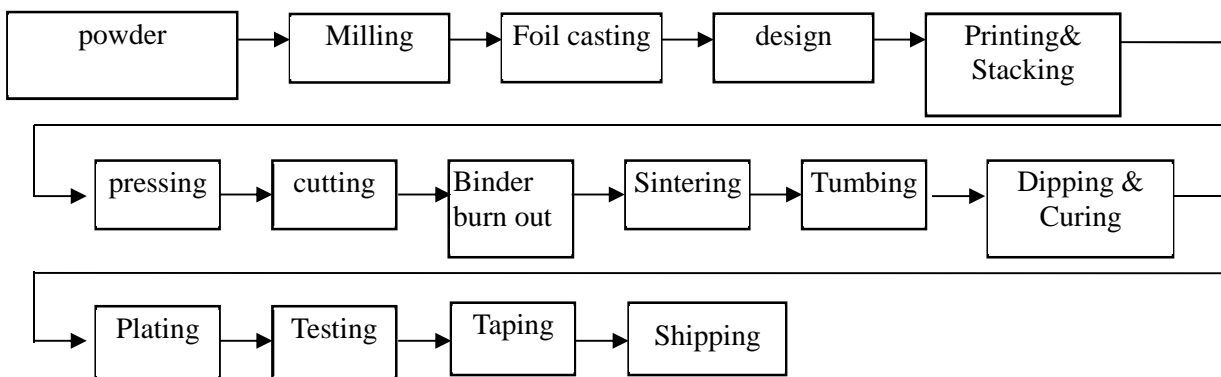 powder
Milling
Foil casting
design
Printing&
Stacking
pressing
cutting
Binder
burn out
Sintering
Tumbing
Dipping &
Curing
Plating
Testing
Taping
Shipping